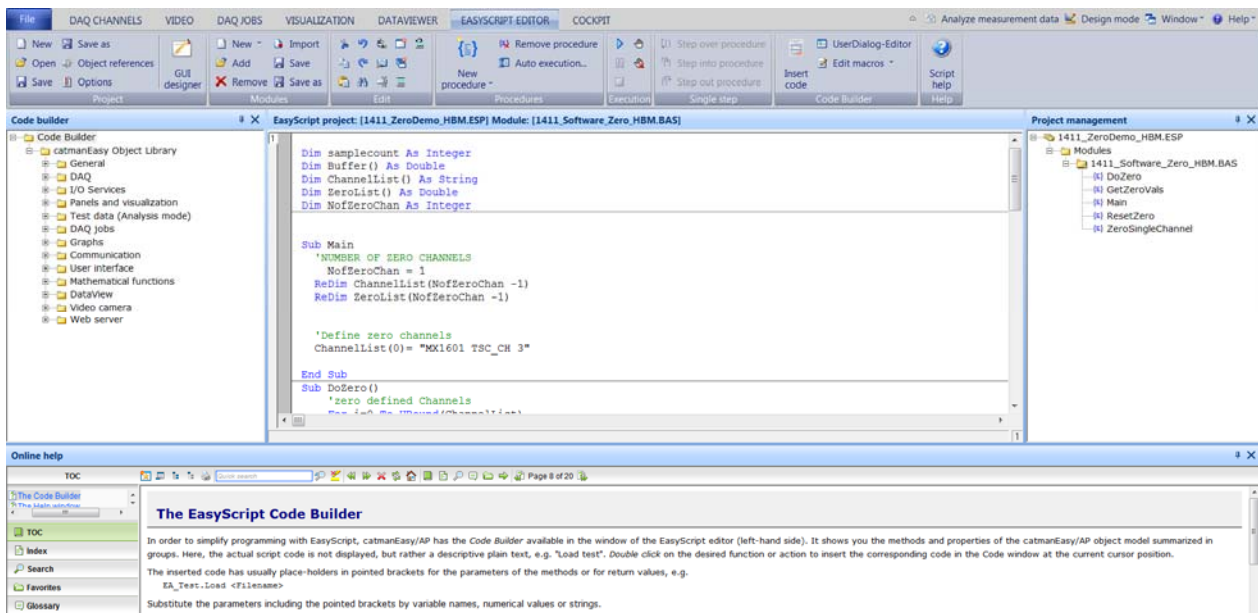 File DAQ CHANNELS VIDEO DAQ JOBS VISUALIZATION DATAVIEWER EASYSCRIPT EDITOR COCKPIT Analyze measurement data Design mode Window Help
New Save as
Open Object references
Save Options
GUI designer
Project
New Import
Add Save
Remove Save as
Modules
Edit
New procedure
Remove procedure
Auto execution...
Procedures
Execution
Step over procedure
Step into procedure
Step out procedure
Single step
Insert code
UserDialog-Editor
Edit macros
Code Builder
Script help
Help
Code builder
Code Builder
catmanEasy Object Library
General
DAQ
I/O Services
Panels and visualization
Test data (Analysis mode)
DAQ jobs
Graphs
Communication
User interface
Mathematical functions
DataView
Video camera
Web server
EasyScript project: [1411_ZeroDemo_HBM.ESP] Module: [1411_Software_Zero_HBM.BAS]
1
Dim samplecount As Integer
Dim Buffer() As Double
Dim ChannelList() As String
Dim ZeroList() As Double
Dim NofZeroChan As Integer
Sub Main
'NUMBER OF ZERO CHANNELS
NofZeroChan = 1
ReDim ChannelList(NofZeroChan -1)
ReDim ZeroList(NofZeroChan -1)
'Define zero channels
ChannelList(0)= "MX1601 TSC_CH 3"
End Sub
Sub DoZero()
'zero defined Channels
For i=0 To UBound(ChannelList)
1
Project management
1411_ZeroDemo_HBM.ESP
Modules
1411_Software_Zero_HBM.BAS
DoZero
GetZeroVals
Main
ResetZero
ZeroSingleChannel
Online help
TOC
Quick search Page 8 of 20
The Code Builder
The Main window
TOC
Index
Search
Favorites
Glossary
The EasyScript Code Builder
In order to simplify programming with EasyScript, catmanEasy/AP has the Code Builder available in the window of the EasyScript editor (left-hand side). It shows you the methods and properties of the catmanEasy/AP object model summarized in
groups. Here, the actual script code is not displayed, but rather a descriptive plain text, e.g. "Load test". Double click on the desired function or action to insert the corresponding code in the Code window at the current cursor position.
The inserted code has usually place-holders in pointed brackets for the parameters of the methods or for return values, e.g.
EA_Test.Load <Filename>
Substitute the parameters including the pointed brackets by variable names, numerical values or strings.